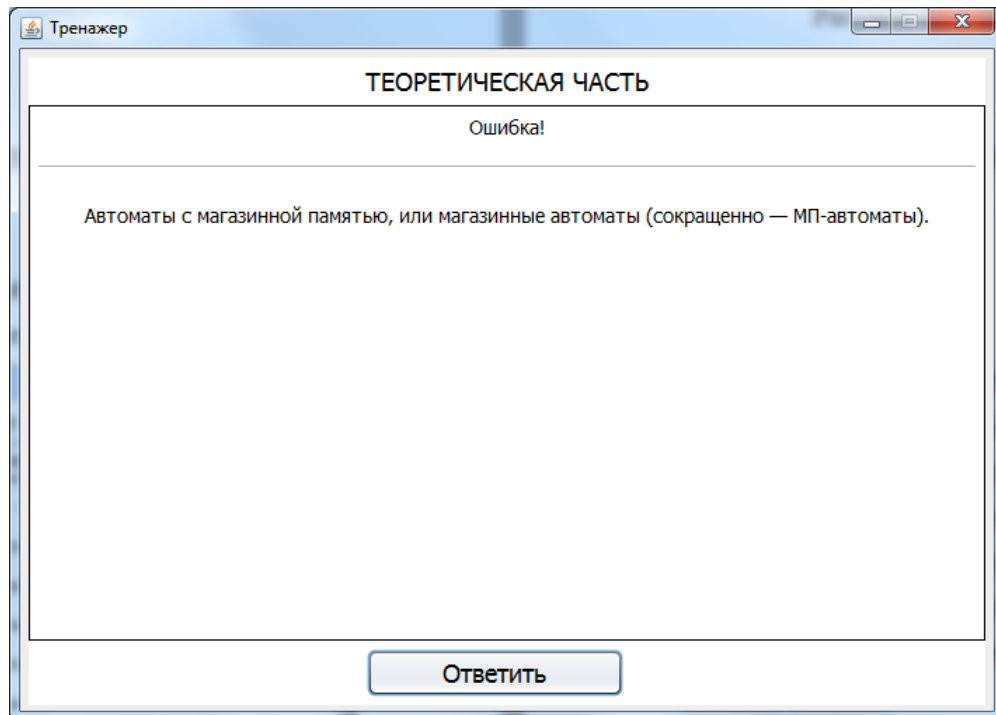 Тренажер
ТЕОРЕТИЧЕСКАЯ ЧАСТЬ
Ошибка!
Автоматы с магазинной памятью, или магазинные автоматы (сокращенно — МП-автоматы).
Ответить